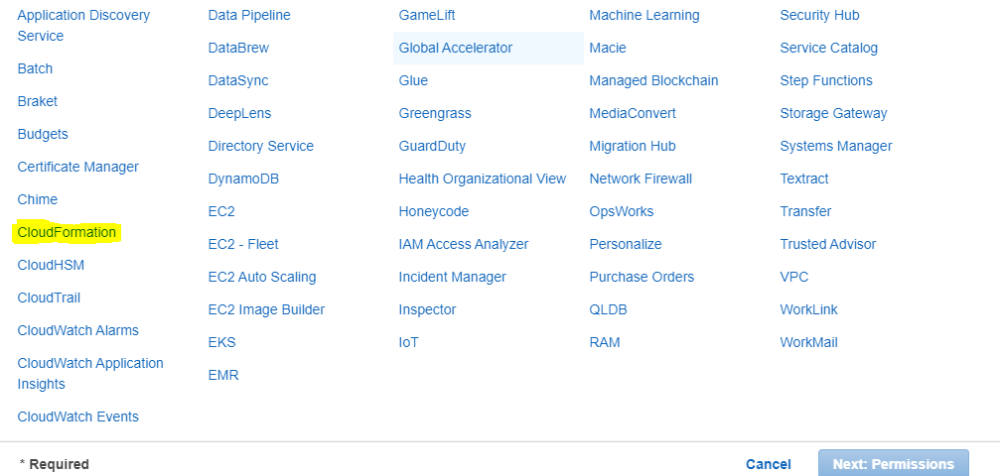 Application Discovery
Service
Batch
Braket
Budgets
Certificate Manager
Chime
CloudFormation
CloudHSM
CloudTrail
CloudWatch Alarms
CloudWatch Application
Insights
CloudWatch Events
Data Pipeline
DataBrew
DataSync
DeepLens
Directory Service
DynamoDB
EC2
EC2 - Fleet
EC2 Auto Scaling
EC2 Image Builder
EKS
EMR
GameLift
Global Accelerator
Glue
Greengrass
GuardDuty
Health Organizational View
Honeycode
IAM Access Analyzer
Incident Manager
Inspector
IoT
Machine Learning
Macie
Managed Blockchain
MediaConvert
Migration Hub
Network Firewall
OpsWorks
Personalize
Purchase Orders
QLDB
RAM
Security Hub
Service Catalog
Step Functions
Storage Gateway
Systems Manager
Textract
Transfer
Trusted Advisor
VPC
WorkLink
WorkMail
* Required
Cancel
Next: Permissions